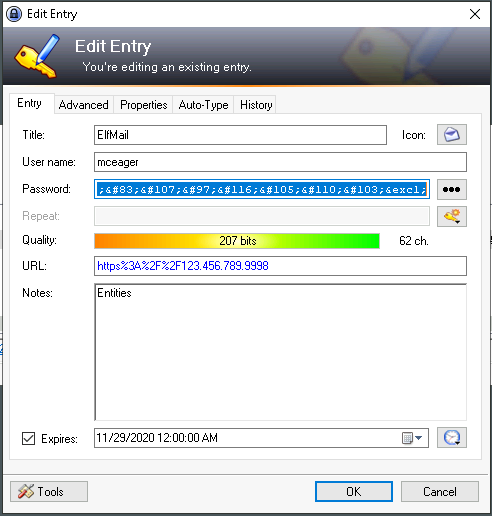 Edit Entry
Edit Entry
You're editing an existing entry.
Entry Advanced Properties Auto-Type History
Title: ElfMail Icon:
User name: mceager
Password: ;&#83;&#107;&#97;&#116;&#105;&#110;&#103;&excl;
Repeat:
Quality: 207 bits 62 ch.
URL: https%3A%2F%2F123.456.789.9998
Notes: Entities
Expires: 11/29/2020 12:00:00 AM
Tools OK Cancel